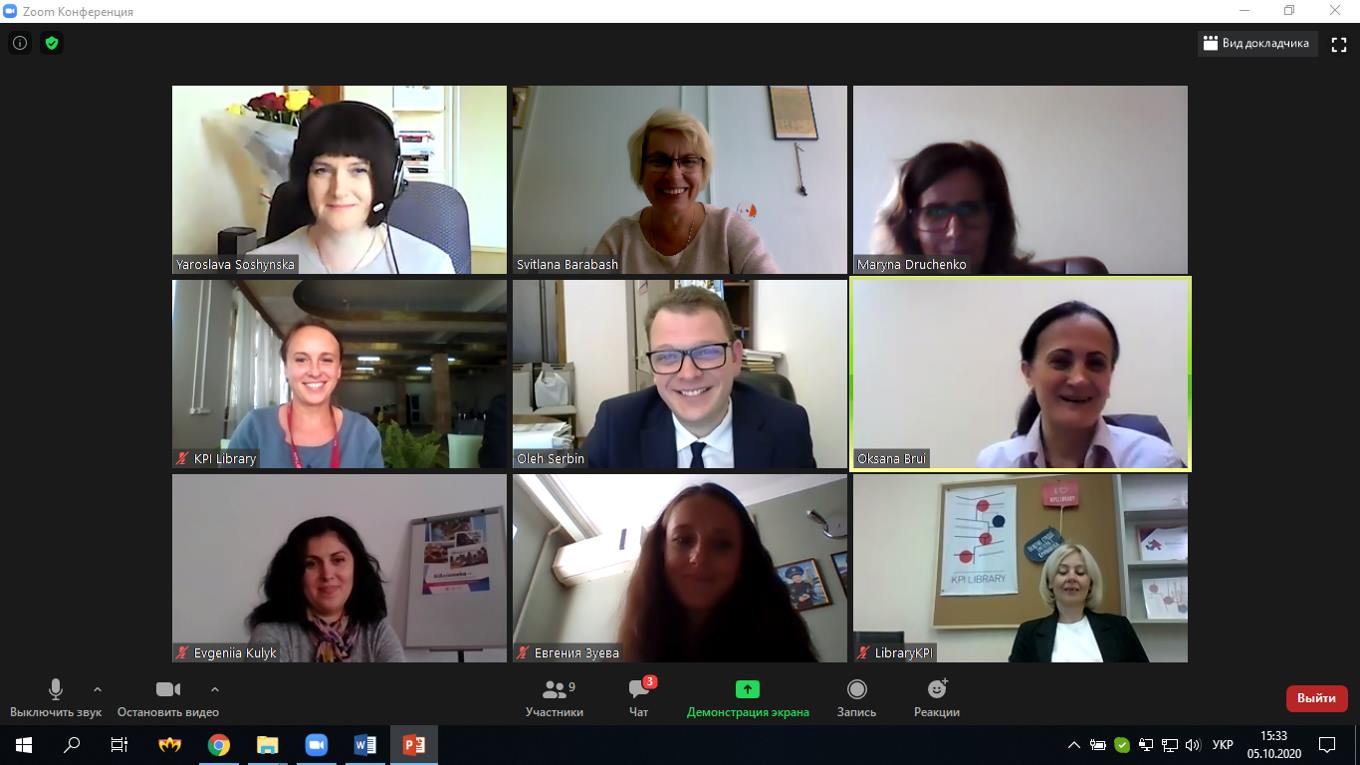 Zoom Конференция
Вид докладчика
Yaroslava Soshynska
Svitlana Barabash
Maryna Druchenko
KPI Library
Oleh Serbin
Oksana Brui
Evgeniia Kulyk
Евгения Зуева
KPI LIBRARY
LibraryKPI
9
3
Выключить звук
Остановить видео
Участники
Чат
Демонстрация экрана
Запись
Реакции
Выйти
УКР
15:33
05.10.2020